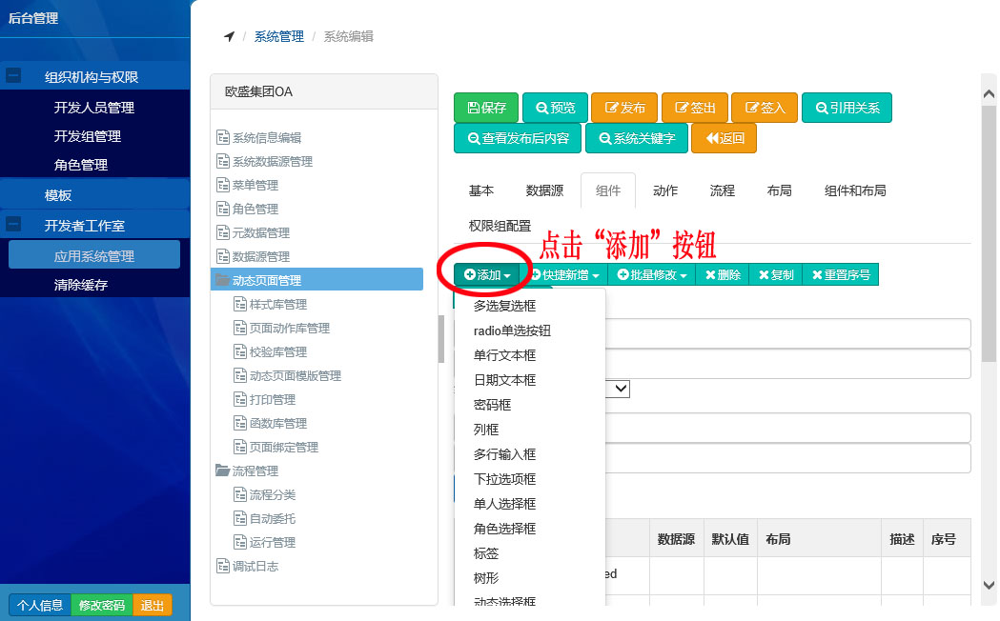 后台管理
组织机构与权限
开发人员管理
开发组管理
角色管理
模板
开发者工作室
应用系统管理
清除缓存
个人信息 修改密码 退出
/ 系统管理 / 系统编辑
欧盛集团OA
系统信息编辑
系统数据源管理
菜单管理
角色管理
元数据管理
数据源管理
动态页面管理
样式库管理
页面动作库管理
校验库管理
动态页面模版管理
打印管理
函数库管理
页面绑定管理
流程管理
流程分类
自动委托
运行管理
调试日志
保存 预览 发布 签出 签入 引用关系
查看发布后内容 系统关键字 返回
基本 数据源 组件 动作 流程 布局 组件和布局
权限组配置
点击“添加”按钮
添加 快捷新增 批量修改 删除 复制 重置序号
多选复选框
radio单选按钮
单行文本框
日期文本框
密码框
列框
多行输入框
下拉选项框
单人选择框
角色选择框
标签
树形
动态选择框
数据源 默认值 布局 描述 序号
ed